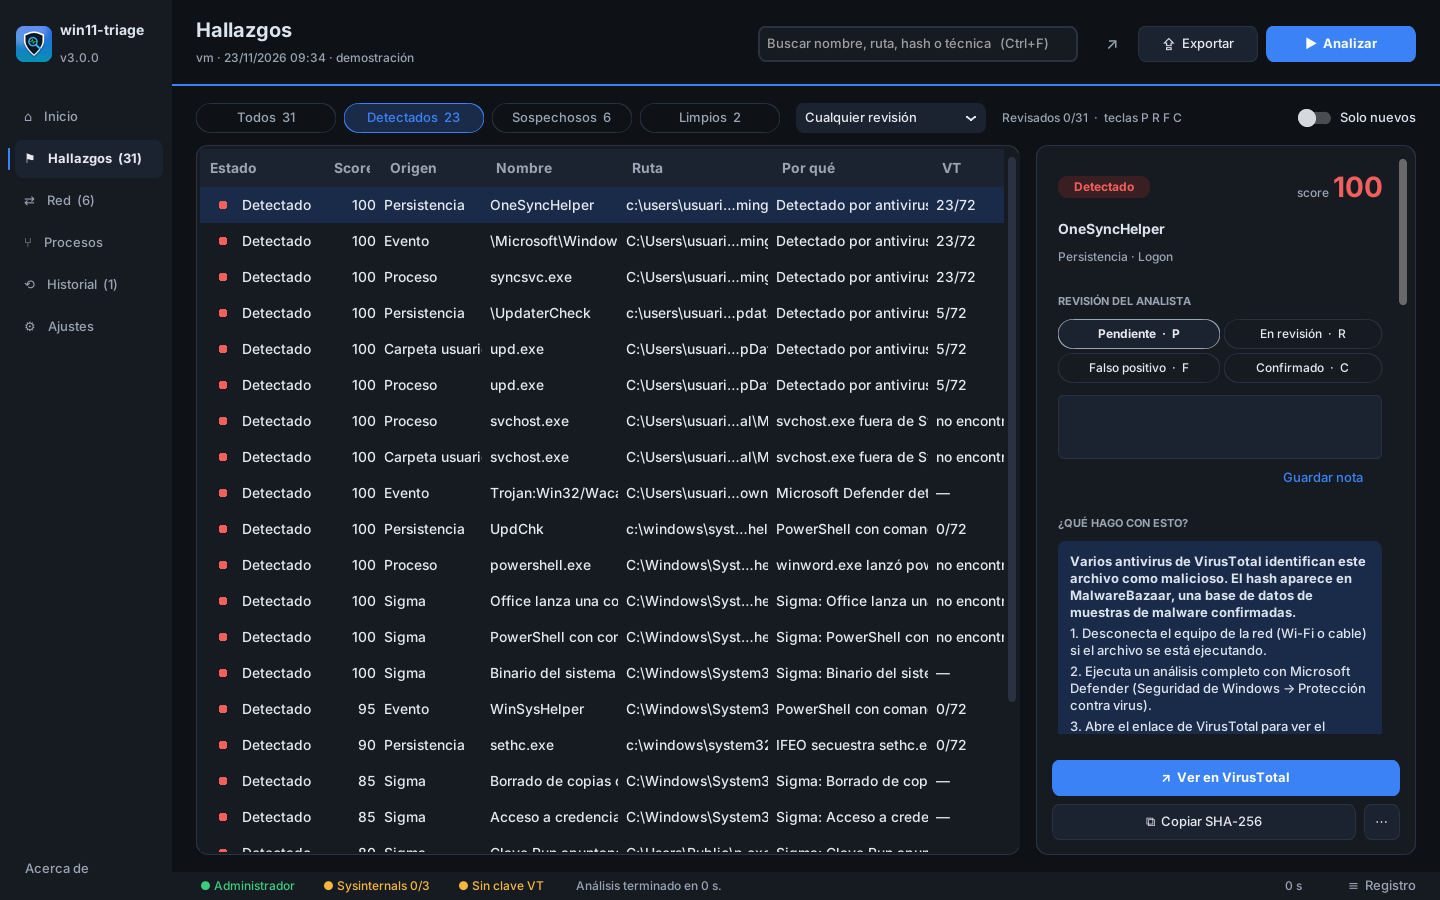 win11-triage
v3.0.0
Inicio
Hallazgos (31)
Red (6)
Procesos
Historial (1)
Ajustes
Acerca de
Hallazgos
vm · 23/11/2026 09:34 · demostración
Buscar nombre, ruta, hash o técnica (Ctrl+F)
Exportar
Analizar
Todos 31
Detectados 23
Sospechosos 6
Limpios 2
Cualquier revisión
Revisados 0/31 · teclas P R F C
Solo nuevos
Estado Score Origen Nombre Ruta Por qué VT
Detectado 100 Persistencia OneSyncHelper c:\users\usuari...ming Detectado por antivirus 23/72
Detectado 100 Evento \Microsoft\Window C:\Users\usuari...ming Detectado por antivirus 23/72
Detectado 100 Proceso syncsvc.exe C:\Users\usuari...ming Detectado por antivirus 23/72
Detectado 100 Persistencia \UpdaterCheck c:\users\usuari...pdat Detectado por antivirus 5/72
Detectado 100 Carpeta usuari upd.exe C:\Users\usuari...pDat Detectado por antivirus 5/72
Detectado 100 Proceso upd.exe C:\Users\usuari...pDat Detectado por antivirus 5/72
Detectado 100 Proceso svchost.exe C:\Users\usuari...al\M svchost.exe fuera de S no encontr
Detectado 100 Carpeta usuari svchost.exe C:\Users\usuari...al\M svchost.exe fuera de S no encontr
Detectado 100 Evento Trojan:Win32/Waca C:\Users\usuari...own Microsoft Defender det —
Detectado 100 Persistencia UpdChk c:\windows\syst...hel PowerShell con coman 0/72
Detectado 100 Proceso powershell.exe C:\Windows\Syst...he winword.exe lanzó pow no encontr
Detectado 100 Sigma Office lanza una co C:\Windows\Syst...he Sigma: Office lanza un no encontr
Detectado 100 Sigma PowerShell con con C:\Windows\Syst...he Sigma: PowerShell con no encontr
Detectado 100 Sigma Binario del sistema C:\Windows\System3 Sigma: Binario del siste —
Detectado 95 Evento WinSysHelper C:\Windows\System3 PowerShell con coman 0/72
Detectado 90 Persistencia sethc.exe c:\windows\system32 IFEO secuestra sethc.e 0/72
Detectado 85 Sigma Borrado de copias C:\Windows\System3 Sigma: Borrado de cop —
Detectado 85 Sigma Acceso a credencia C:\Windows\System3 Sigma: Acceso a crede —
Detectado 80 Sigma Clave Run apuntan C:\Users\Public\p.exe Sigma: Clave Run apun
Detectado
score 100
OneSyncHelper
Persistencia · Logon
REVISIÓN DEL ANALISTA
Pendiente · P
En revisión · R
Falso positivo · F
Confirmado · C
Guardar nota
¿QUÉ HAGO CON ESTO?
Varios antivirus de VirusTotal identifican este
archivo como malicioso. El hash aparece en
MalwareBazaar, una base de datos de
muestras de malware confirmadas.
1. Desconecta el equipo de la red (Wi-Fi o cable)
si el archivo se está ejecutando.
2. Ejecuta un análisis completo con Microsoft
Defender (Seguridad de Windows → Protección
contra virus).
3. Abre el enlace de VirusTotal para ver el
Ver en VirusTotal
Copiar SHA-256
...
Administrador
Sysinternals 0/3
Sin clave VT
Análisis terminado en 0 s.
0 s
Registro